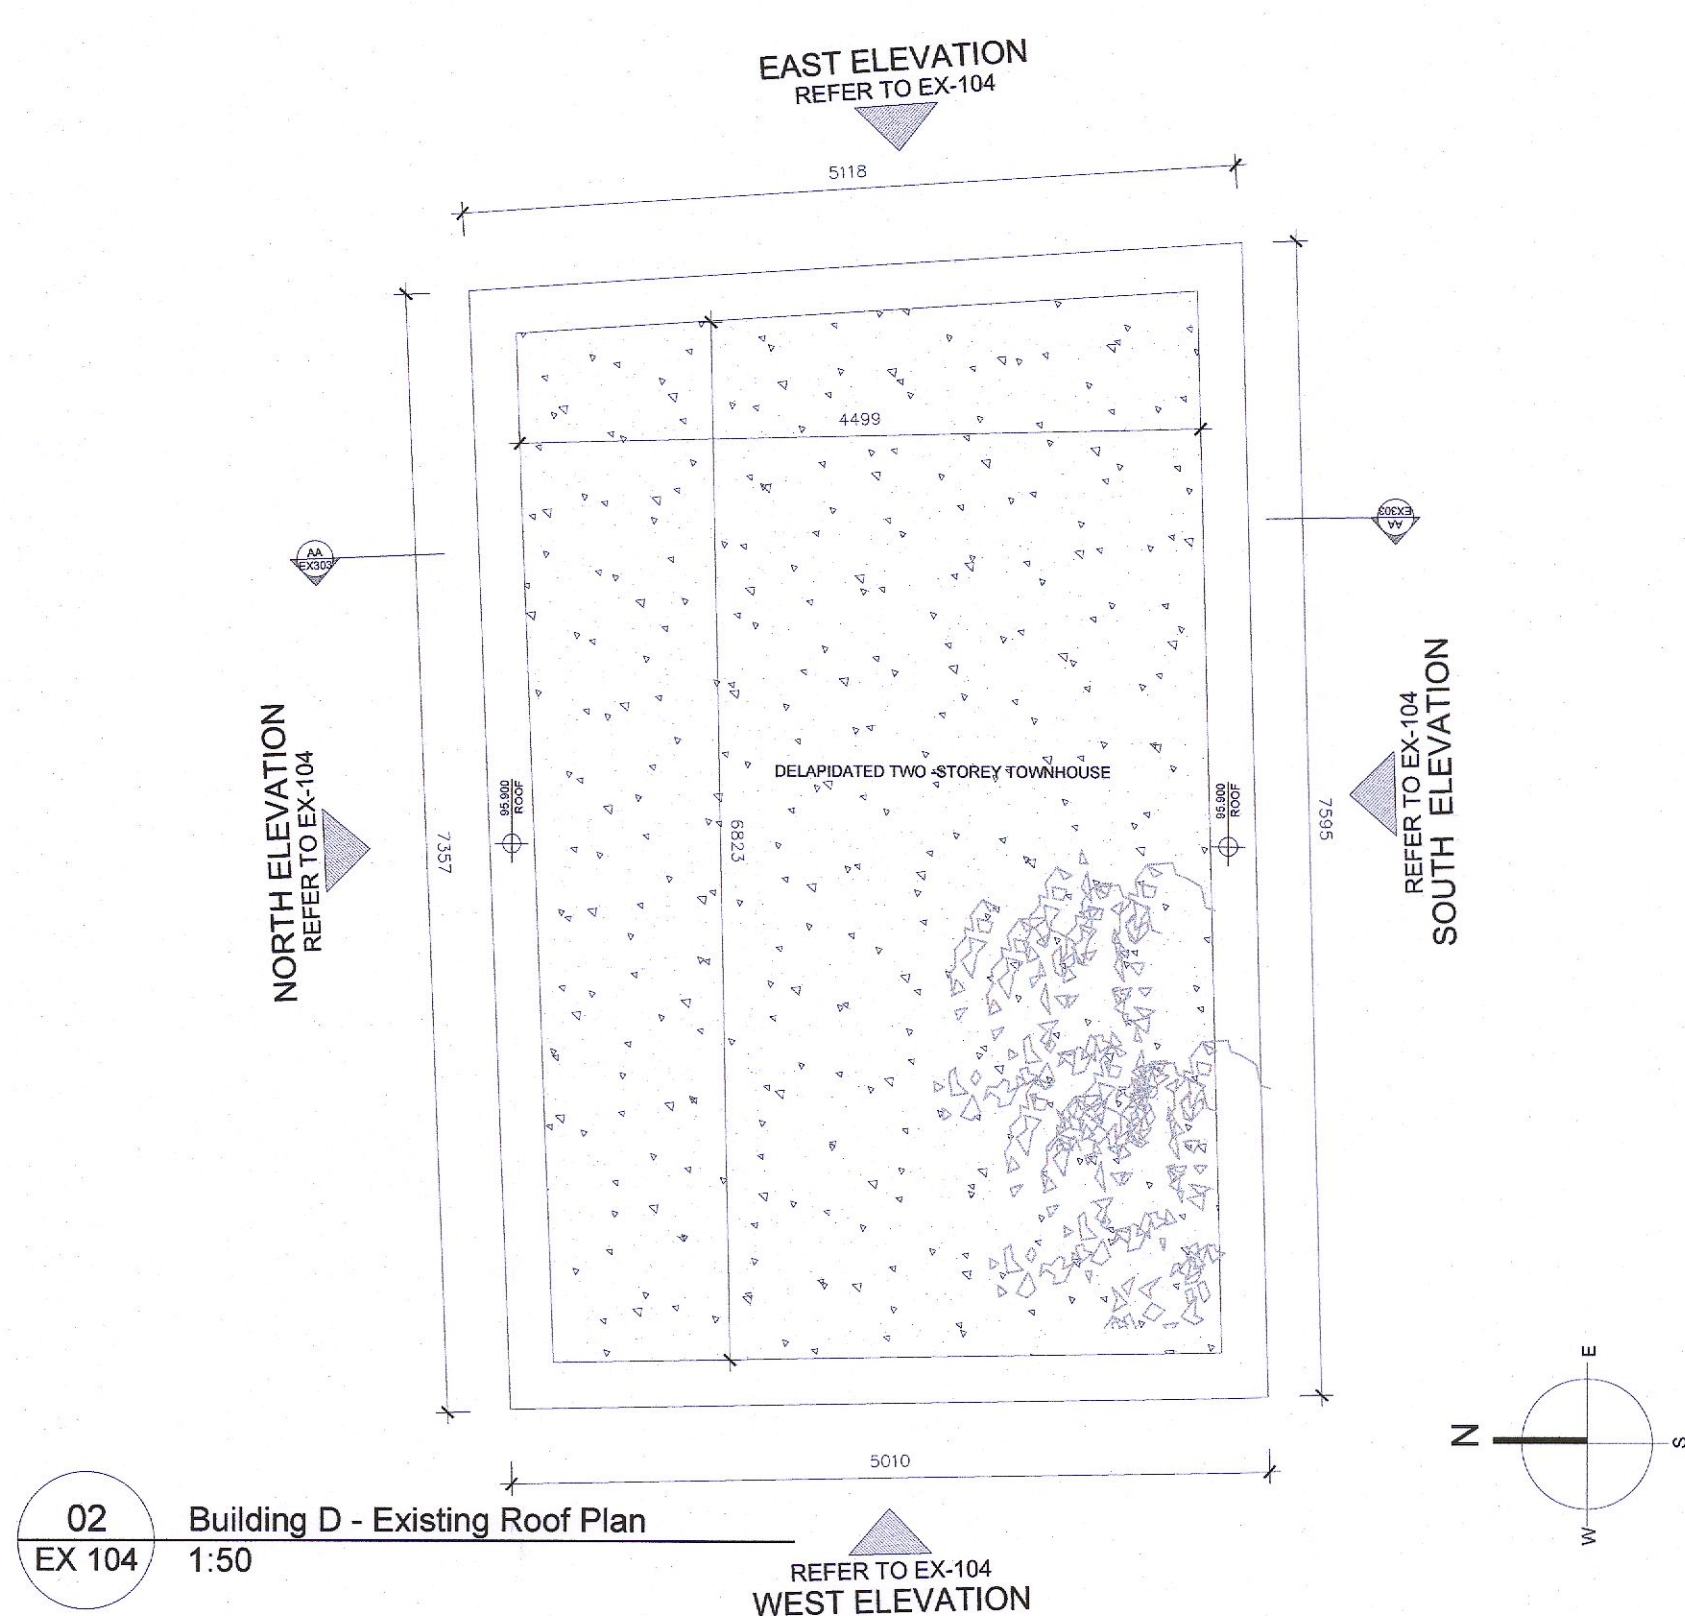 EAST ELEVATION
REFER TO EX-104
5118
4499
AA
EX303
AA
EX303
NORTH ELEVATION
REFER TO EX-104
7357
95.900
ROOF
6823
DELAPIDATED TWO -STOREY TOWNHOUSE
95.900
ROOF
7595
REFER TO EX-104
SOUTH ELEVATION
E
N
S
W
5010
02
EX 104
Building D - Existing Roof Plan
1:50
REFER TO EX-104
WEST ELEVATION